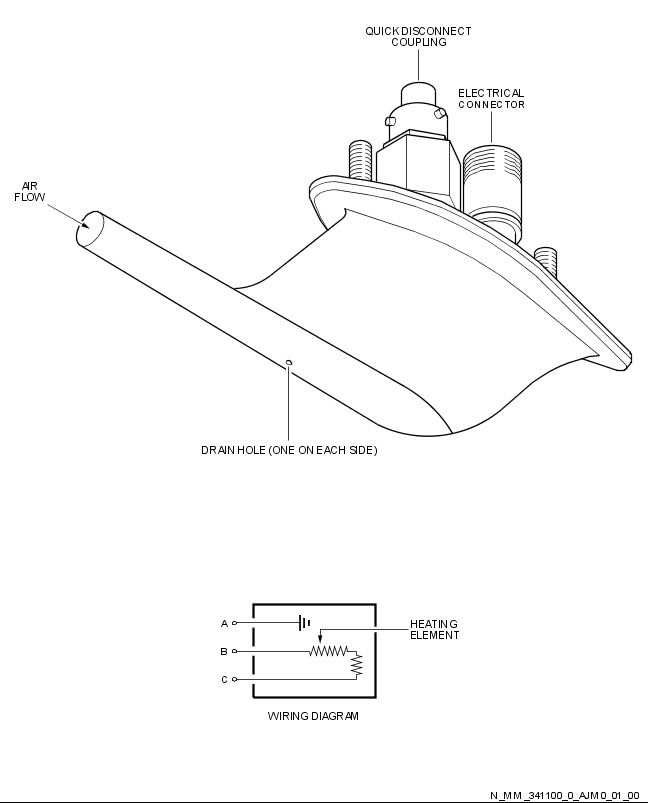 QUICK DISCONNECT
COUPLING
ELECTRICAL
CONNECTOR
AIR
FLOW
DRAIN HOLE (ONE ON EACH SIDE)
A
HEATING
ELEMENT
B
C
WIRING DIAGRAM
N_MM_341100_0_AJM0_01_00